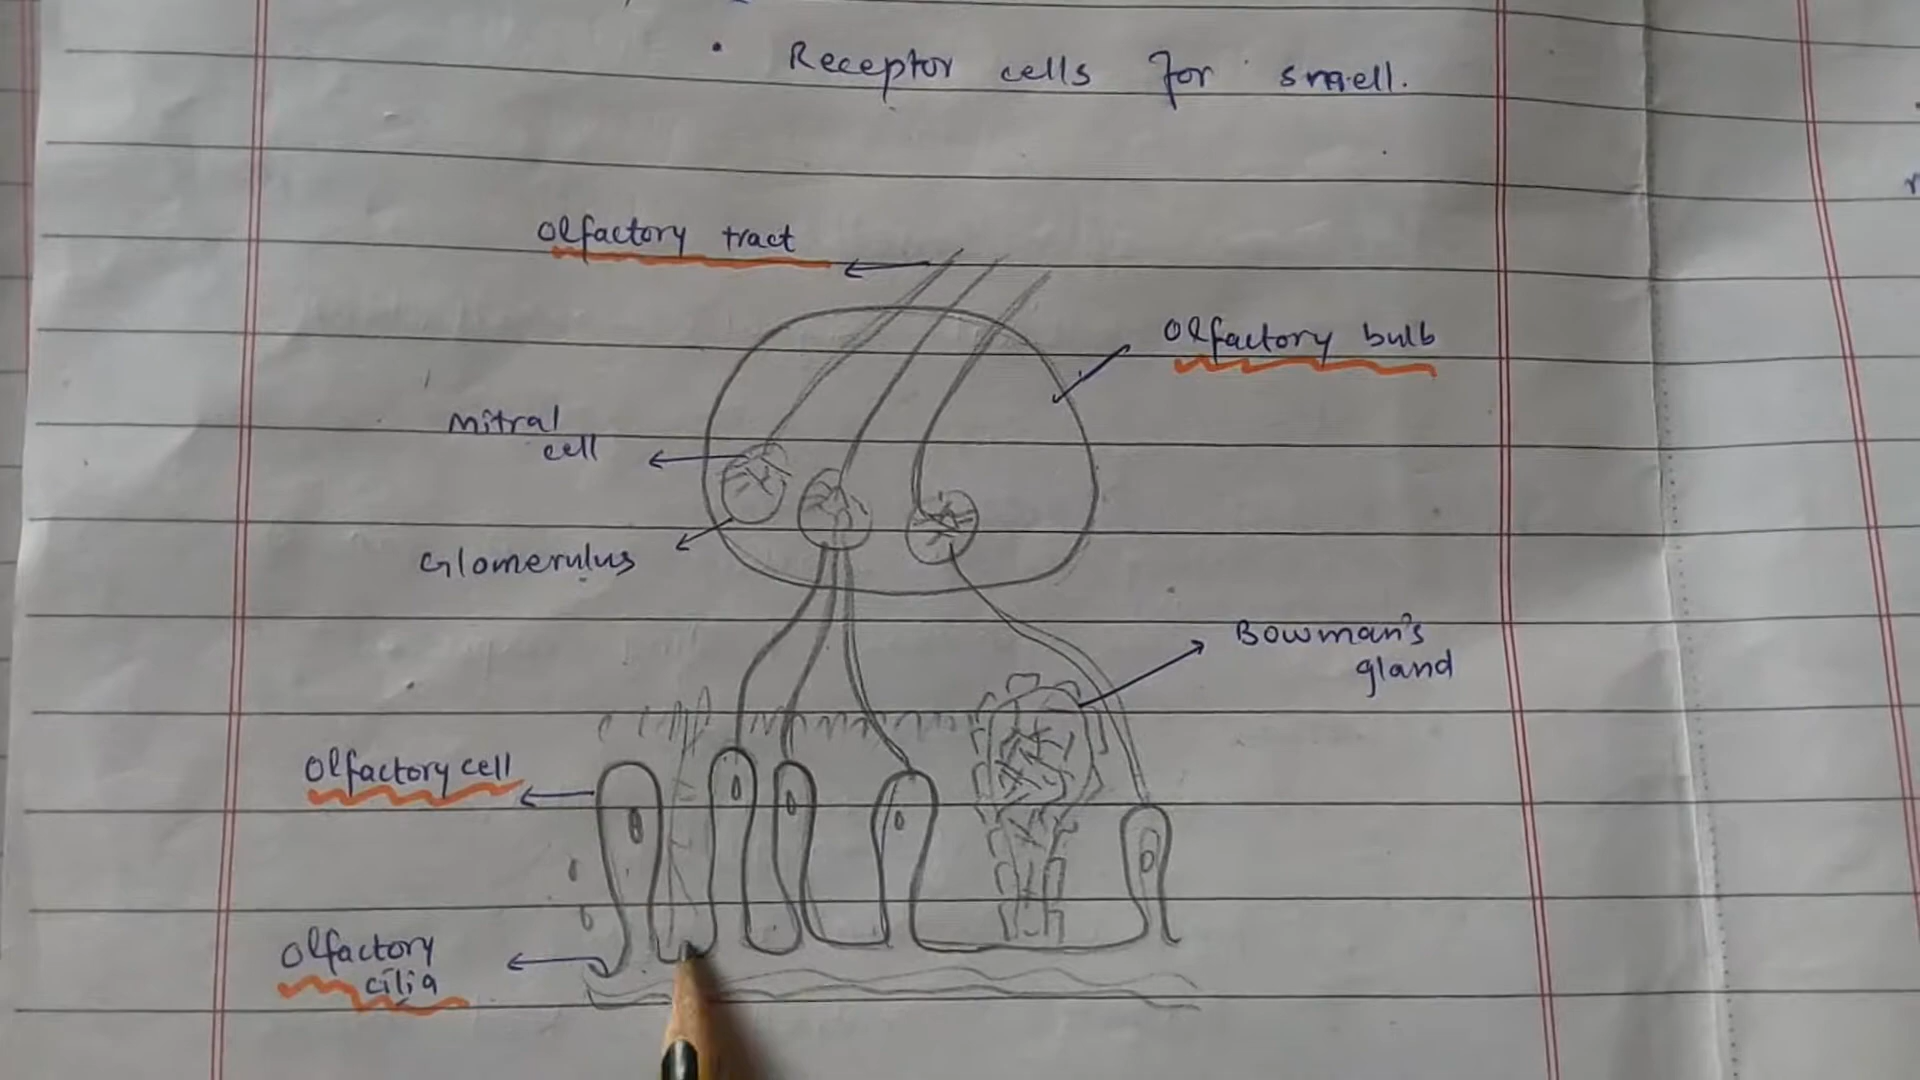 • Receptor cells for smell.
Olfactory tract
Olfactory bulb
Mitral
cell
Glomerulus
Bowman's
gland
Olfactory cell
Olfactory
cilia